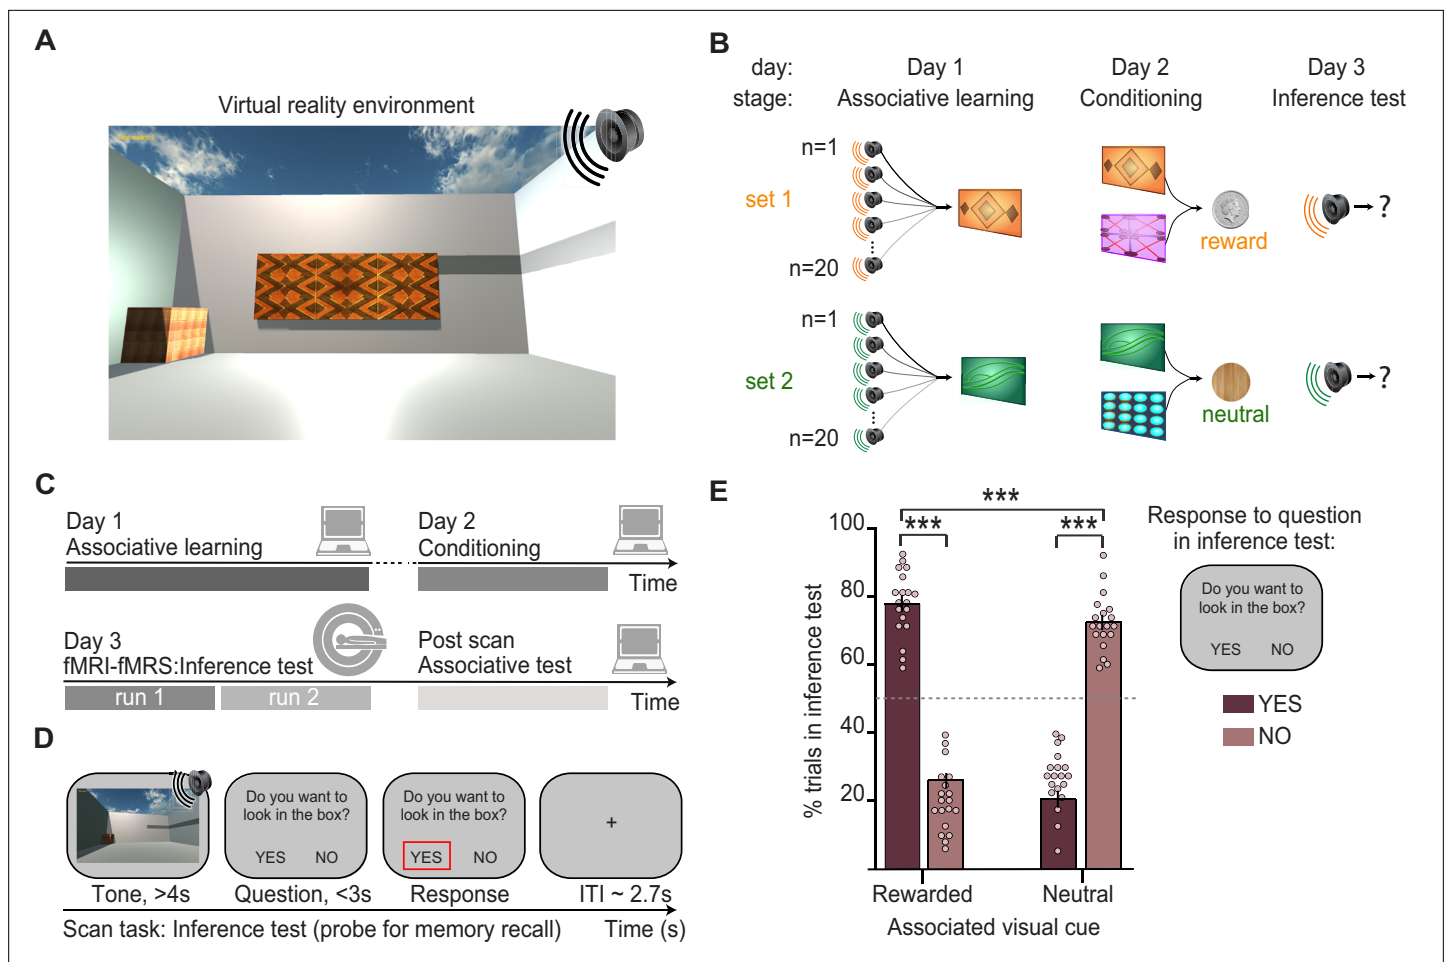 A
Virtual reality environment
B
day: Day 1 Day 2 Day 3
stage: Associative learning Conditioning Inference test
n=1
set 1
n=20
reward
?
n=1
set 2
n=20
neutral
?
C
Day 1
Associative learning
Day 2
Conditioning
Time
Day 3
fMRI-fMRS:Inference test
Post scan
Associative test
run 1 run 2
Time
D
Do you want to
look in the box?
YES NO
Do you want to
look in the box?
YES NO
+
Tone, >4s Question, <3s Response ITI ~ 2.7s
Scan task: Inference test (probe for memory recall) Time (s)
E
***
*** ***
% trials in inference test
100
80
60
40
20
Rewarded Neutral
Associated visual cue
Response to question
in inference test:
Do you want to
look in the box?
YES NO
YES
NO